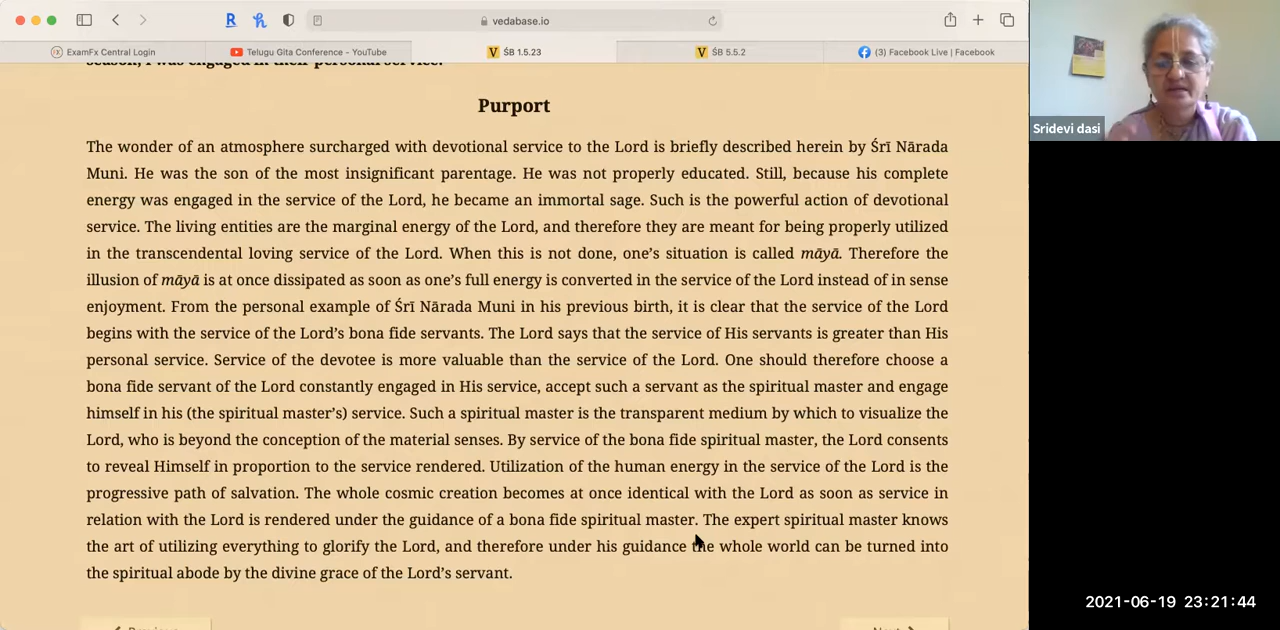 vedabase.io
ExamFx Central Login
Telugu Gita Conference - YouTube
ŚB 1.5.23
ŚB 5.5.2
(3) Facebook Live | Facebook
season, I was engaged in their personal service.
Purport
The wonder of an atmosphere surcharged with devotional service to the Lord is briefly described herein by Śrī Nārada
Muni. He was the son of the most insignificant parentage. He was not properly educated. Still, because his complete
energy was engaged in the service of the Lord, he became an immortal sage. Such is the powerful action of devotional
service. The living entities are the marginal energy of the Lord, and therefore they are meant for being properly utilized
in the transcendental loving service of the Lord. When this is not done, one’s situation is called māyā. Therefore the
illusion of māyā is at once dissipated as soon as one’s full energy is converted in the service of the Lord instead of in sense
enjoyment. From the personal example of Śrī Nārada Muni in his previous birth, it is clear that the service of the Lord
begins with the service of the Lord’s bona fide servants. The Lord says that the service of His servants is greater than His
personal service. Service of the devotee is more valuable than the service of the Lord. One should therefore choose a
bona fide servant of the Lord constantly engaged in His service, accept such a servant as the spiritual master and engage
himself in his (the spiritual master’s) service. Such a spiritual master is the transparent medium by which to visualize the
Lord, who is beyond the conception of the material senses. By service of the bona fide spiritual master, the Lord consents
to reveal Himself in proportion to the service rendered. Utilization of the human energy in the service of the Lord is the
progressive path of salvation. The whole cosmic creation becomes at once identical with the Lord as soon as service in
relation with the Lord is rendered under the guidance of a bona fide spiritual master. The expert spiritual master knows
the art of utilizing everything to glorify the Lord, and therefore under his guidance the whole world can be turned into
the spiritual abode by the divine grace of the Lord’s servant.
Sridevi dasi
2021-06-19 23:21:44